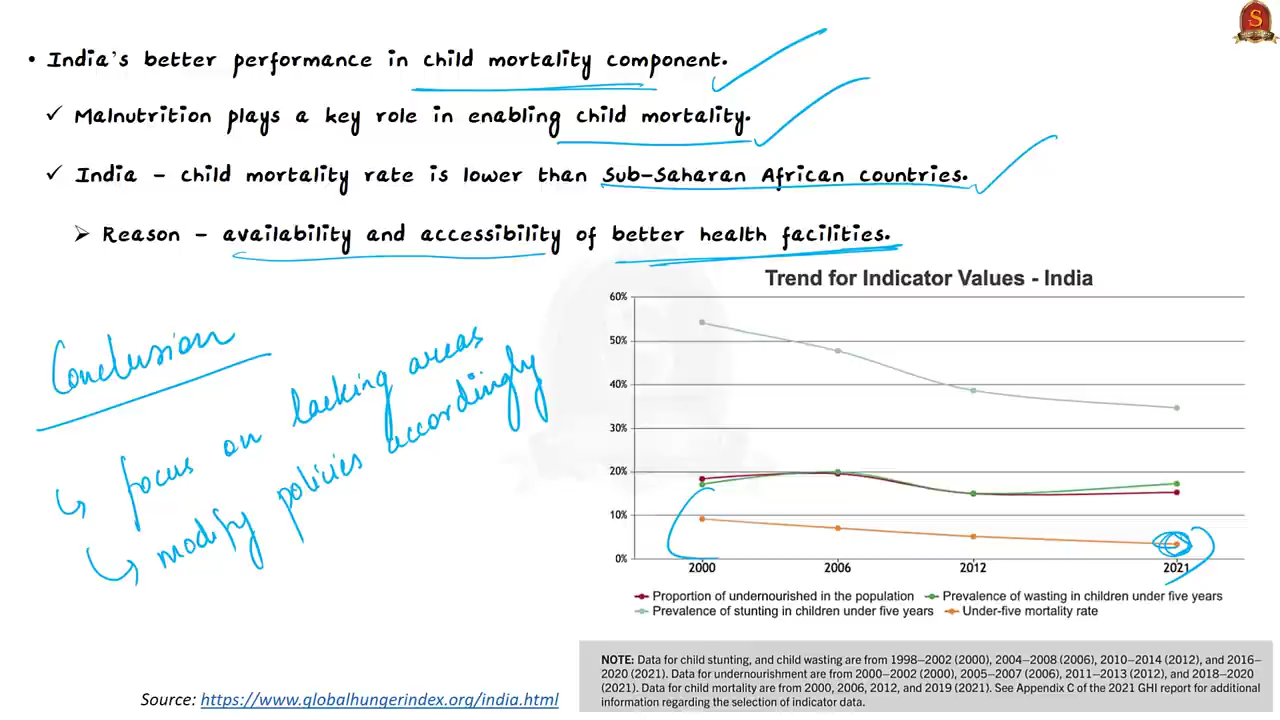 • India's better performance in child mortality component.
✓ Malnutrition plays a key role in enabling child mortality.
✓ India – child mortality rate is lower than Sub-Saharan African countries.
➢ Reason – availability and accessibility of better health facilities.
Conclusion
↳ focus on lacking areas
↳ modify policies accordingly
Trend for Indicator Values - India
60%
50%
40%
30%
20%
10%
0%
2000 2006 2012 2021
Proportion of undernourished in the population Prevalence of wasting in children under five years
Prevalence of stunting in children under five years Under-five mortality rate
NOTE: Data for child stunting, and child wasting are from 1998–2002 (2000), 2004–2008 (2006), 2010–2014 (2012), and 2016–
2020 (2021). Data for undernourishment are from 2000–2002 (2000), 2005–2007 (2006), 2011–2013 (2012), and 2018–2020
(2021). Data for child mortality are from 2000, 2006, 2012, and 2019 (2021). See Appendix C of the 2021 GHI report for additional
information regarding the selection of indicator data.
Source: https://www.globalhungerindex.org/india.html